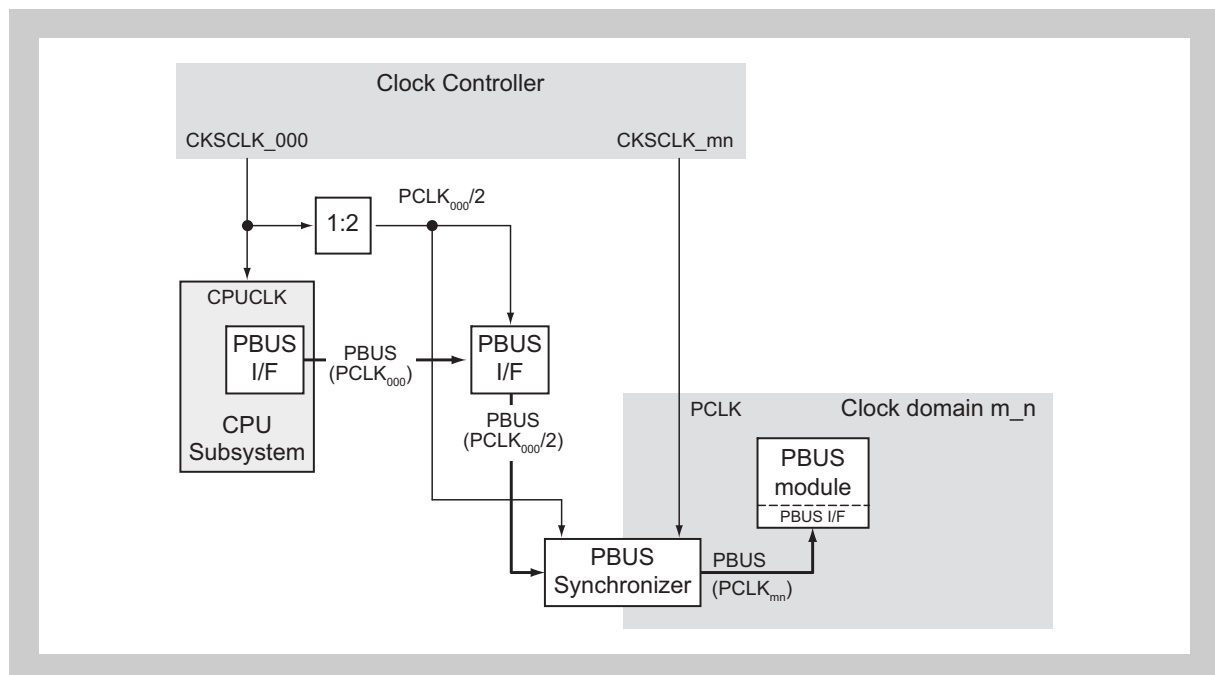 Clock Controller
CKSCLK_000
CKSCLK_mn
PCLK000/2
1:2
CPUCLK
PBUS
I/F
CPU
Subsystem
PBUS
(PCLK000)
PBUS
I/F
PBUS
(PCLK000/2)
PCLK
Clock domain m_n
PBUS
module
PBUS I/F
PBUS
Synchronizer
PBUS
(PCLKmn)